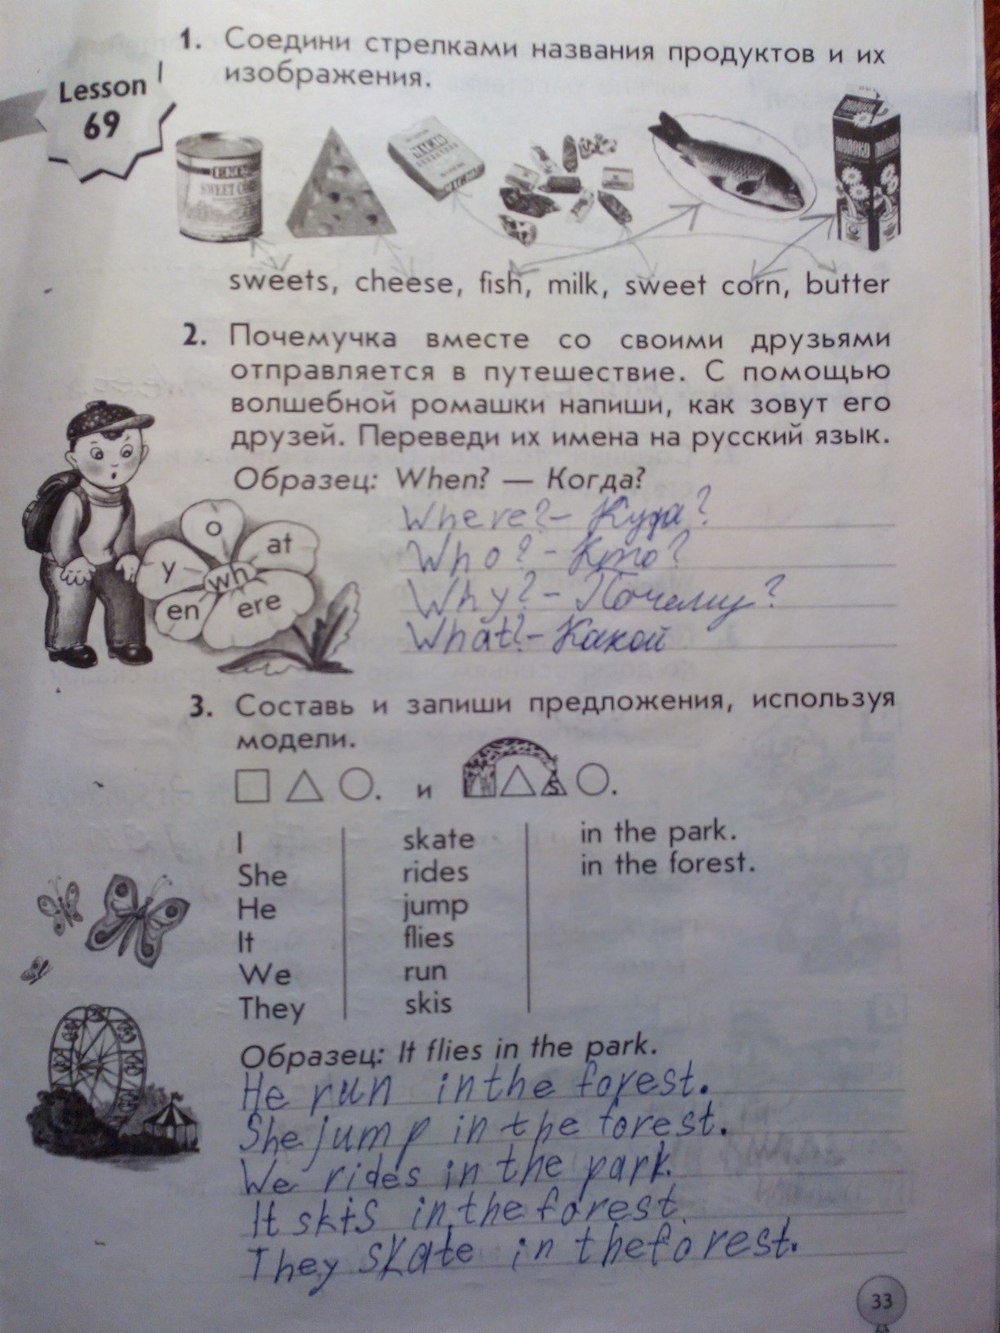 Lesson
69
1. Соедини стрелками названия продуктов и их
изображения.
SWEET CORN
МАСЛО
МАСЛО
МОЛОКО
МОЛОКО
sweets, cheese, fish, milk, sweet corn, butter
2. Почемучка вместе со своими друзьями
отправляется в путешествие. С помощью
волшебной ромашки напиши, как зовут его
друзей. Переведи их имена на русский язык.
Образец: When? — Когда?
Where? – Куда?
Who? – Кто?
Why? – Почему?
What? – Какой
o
at
y
wh
en
ere
3. Составь и запиши предложения, используя
модели.
и
I skate in the park.
She rides in the forest.
He jump
It flies
We run
They skis
Образец: It flies in the park.
He run in the forest.
She jump in the forest.
We rides in the park.
It skis in the forest.
They skate in the forest.
33